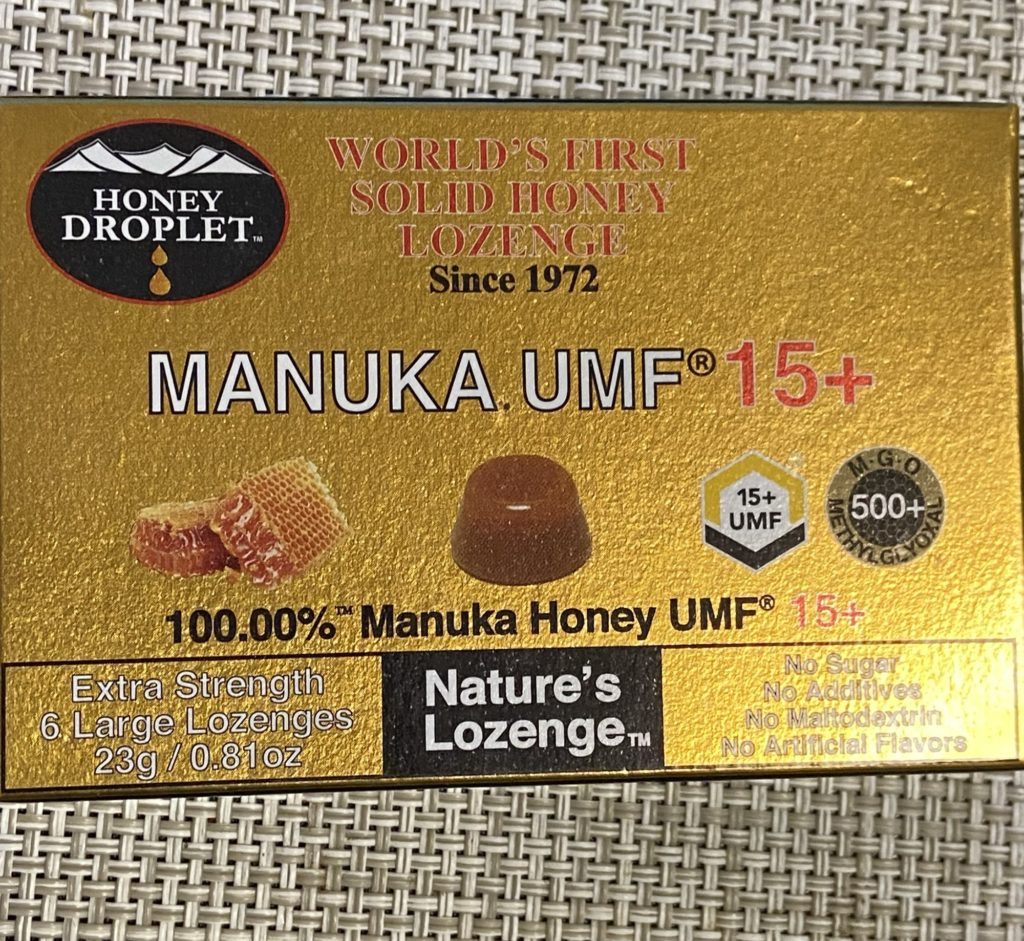 HONEY
DROPLET™
WORLD'S FIRST
SOLID HONEY
LOZENGE
Since 1972
MANUKA UMF® 15+
15+
UMF
M·G·O
500+
METHYLGLYOXAL
100.00%™ Manuka Honey UMF® 15+
Extra Strength
6 Large Lozenges
23g / 0.81oz
Nature's
Lozenge™
No Sugar
No Additives
No Maltodextrin
No Artificial Flavors